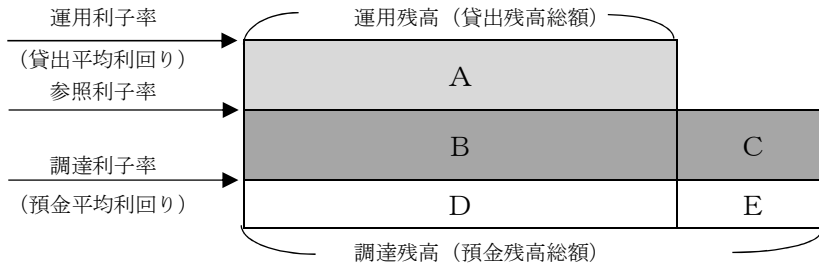 運用利子率
運用残高（貸出残高総額）
（貸出平均利回り）
A
参照利子率
B
C
調達利子率
（預金平均利回り）
D
E
調達残高（預金残高総額）